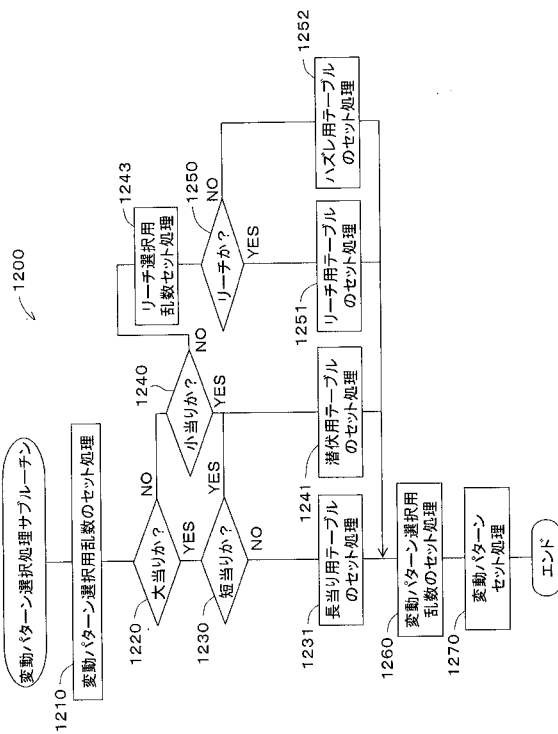 1200
変動パターン選択処理サブルーチン
1210
変動パターン選択用乱数のセット処理
1220
大当りか?
NO
YES
1230
短当りか?
YES
NO
1240
小当りか?
NO
YES
1243
リーチ選択用
乱数セット処理
1250
リーチか?
NO
YES
1231
長当り用テーブル
のセット処理
1241
潜伏用テーブル
のセット処理
1251
リーチ用テーブル
のセット処理
1252
ハズレ用テーブル
のセット処理
1260
変動パターン選択用
乱数のセット処理
1270
変動パターン
セット処理
エンド